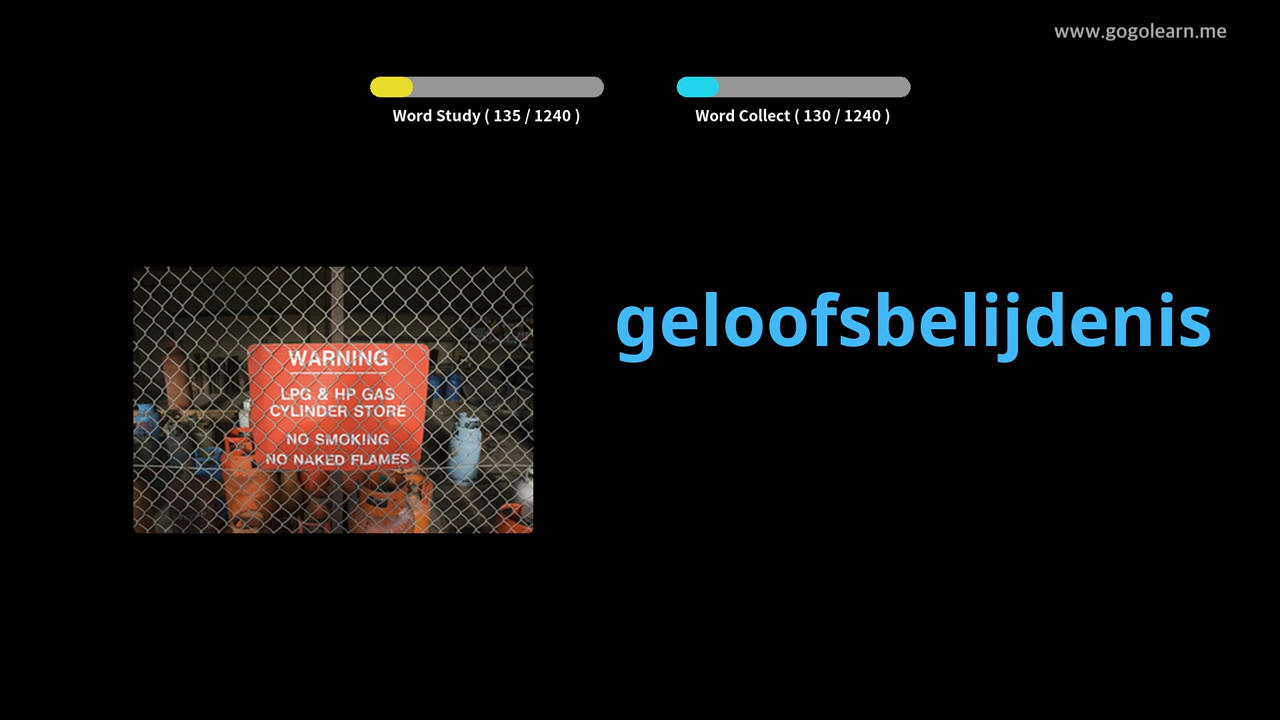 www.gogolearn.me
Word Study ( 135 / 1240 )
Word Collect ( 130 / 1240 )
geloofsbelijdenis
WARNING
LPG & HP GAS
CYLINDER STORE
NO SMOKING
NO NAKED FLAMES